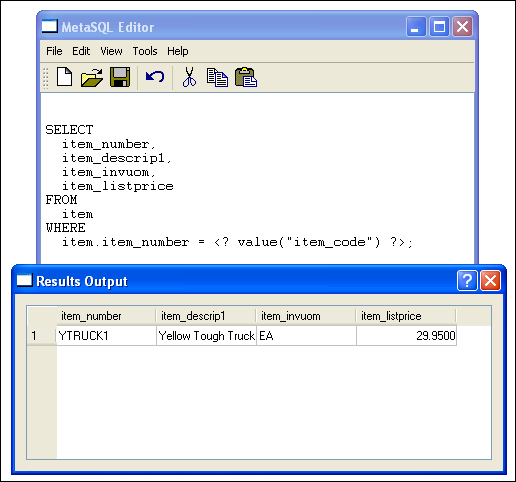 MetaSQL Editor
File Edit View Tools Help
SELECT
item_number,
item_descrip1,
item_invuom,
item_listprice
FROM
item
WHERE
item.item_number = <? value("item_code") ?>;
Results Output
item_number item_descrip1 item_invuom item_listprice
1 YTRUCK1 Yellow Tough Truck EA 29.9500